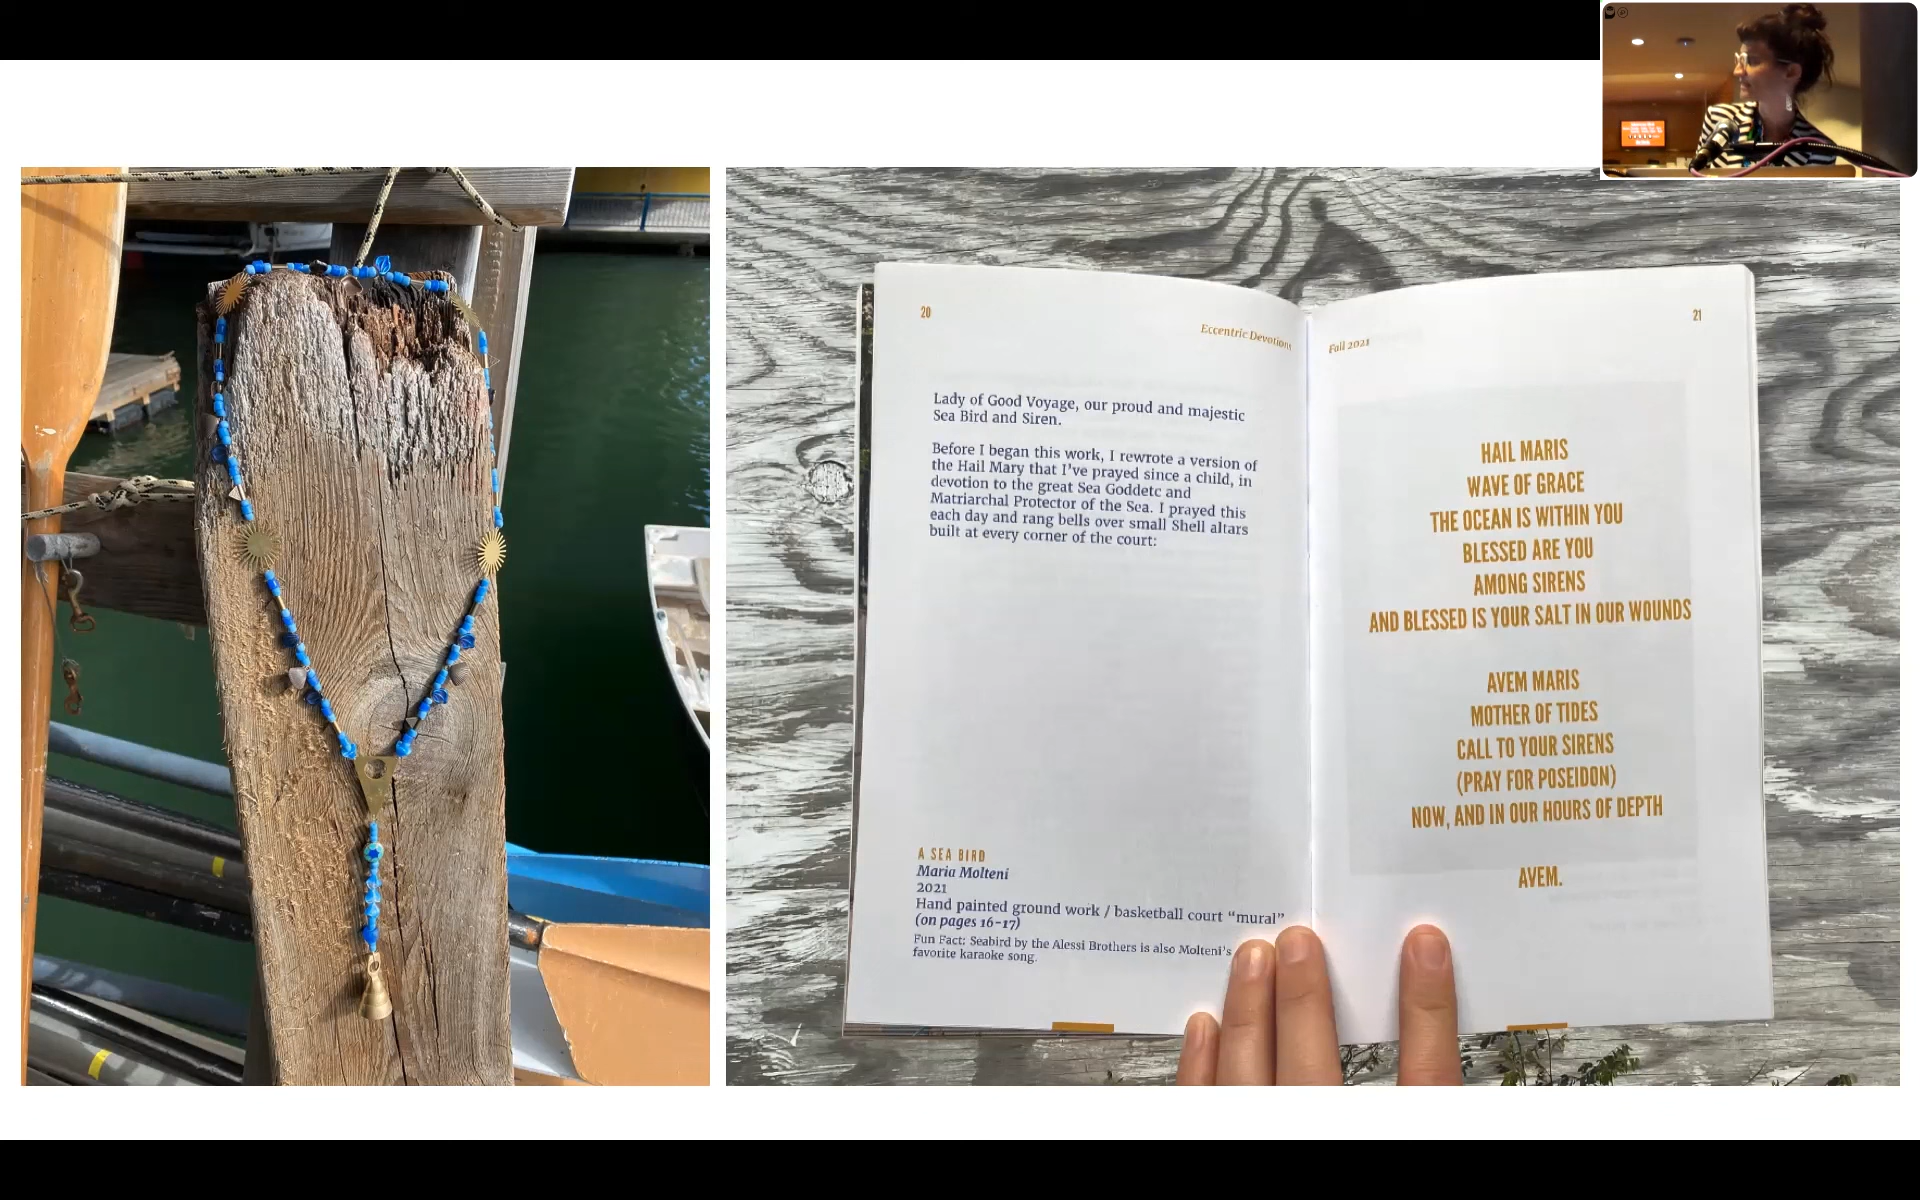 20
Eccentric Devotions
Lady of Good Voyage, our proud and majestic
Sea Bird and Siren.
Before I began this work, I rewrote a version of
the Hail Mary that I've prayed since a child, in
devotion to the great Sea Goddetc and
Matriarchal Protector of the Sea. I prayed this
each day and rang bells over small Shell altars
built at every corner of the court:
A SEA BIRD
Maria Molteni
2021
Hand painted ground work / basketball court “mural”
(on pages 16-17)
Fun Fact: Seabird by the Alessi Brothers is also Molteni's
favorite karaoke song.
Fall 2021
21
HAIL MARIS
WAVE OF GRACE
THE OCEAN IS WITHIN YOU
BLESSED ARE YOU
AMONG SIRENS
AND BLESSED IS YOUR SALT IN OUR WOUNDS
AVEM MARIS
MOTHER OF TIDES
CALL TO YOUR SIRENS
(PRAY FOR POSEIDON)
NOW, AND IN OUR HOURS OF DEPTH
AVEM.